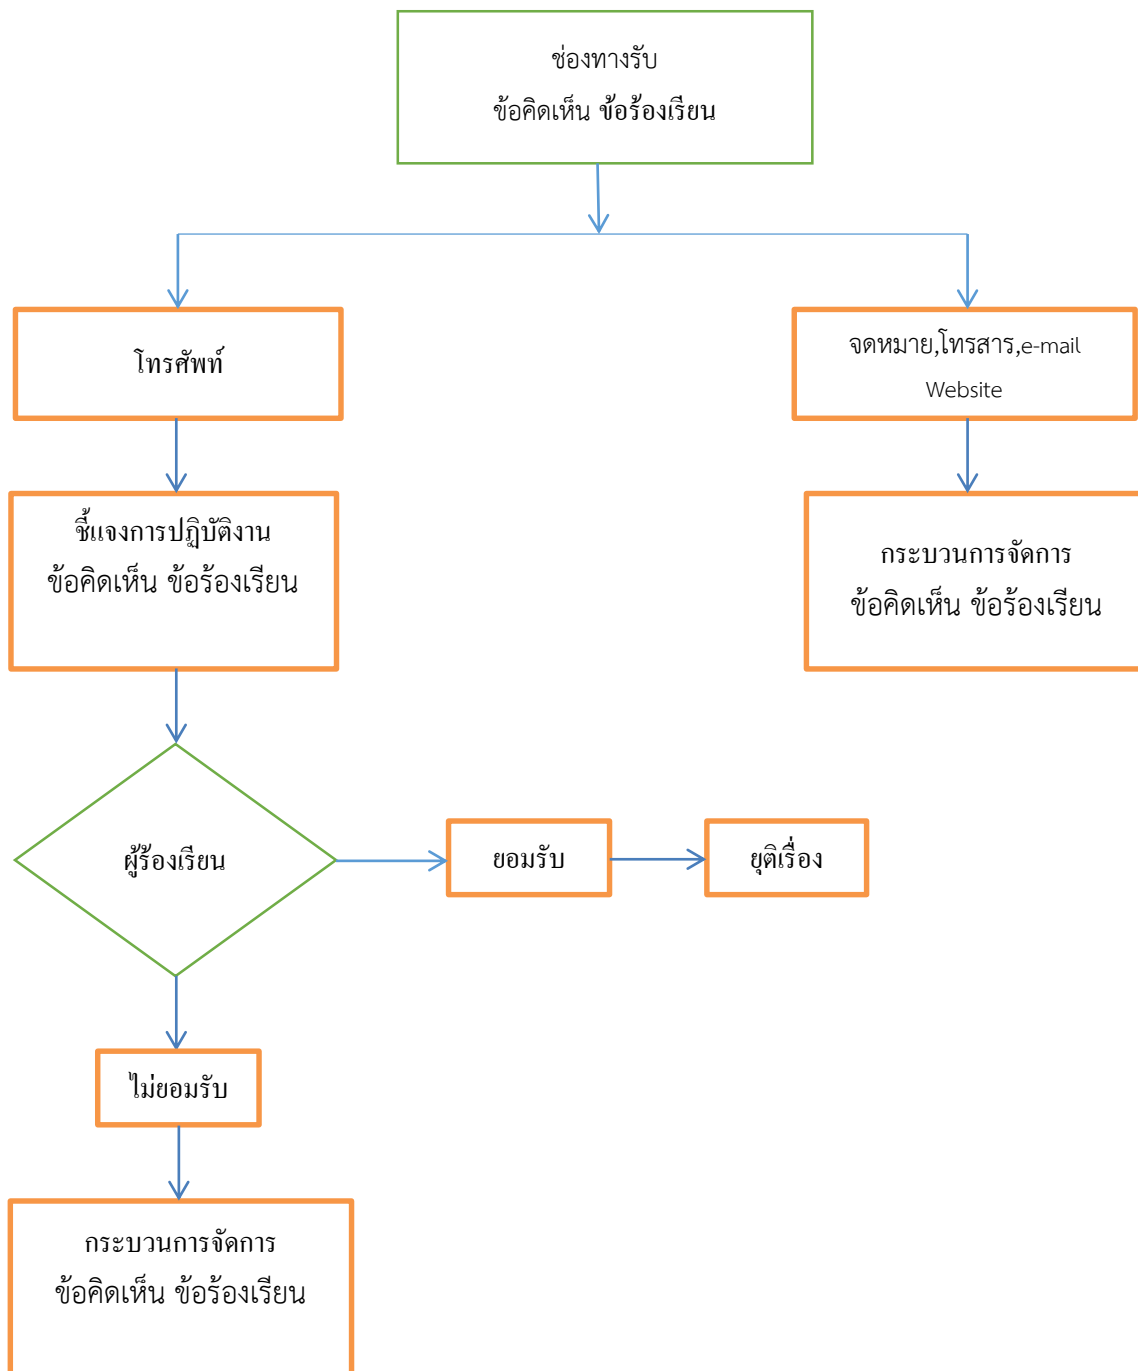 ช่องทางรับ
ข้อคิดเห็น ข้อร้องเรียน
โทรศัพท์
จดหมาย,โทรสาร,e-mail
Website
ชี้แจงการปฏิบัติงาน
ข้อคิดเห็น ข้อร้องเรียน
กระบวนการจัดการ
ข้อคิดเห็น ข้อร้องเรียน
ผู้ร้องเรียน
ยอมรับ
ยุติเรื่อง
ไม่ยอมรับ
กระบวนการจัดการ
ข้อคิดเห็น ข้อร้องเรียน